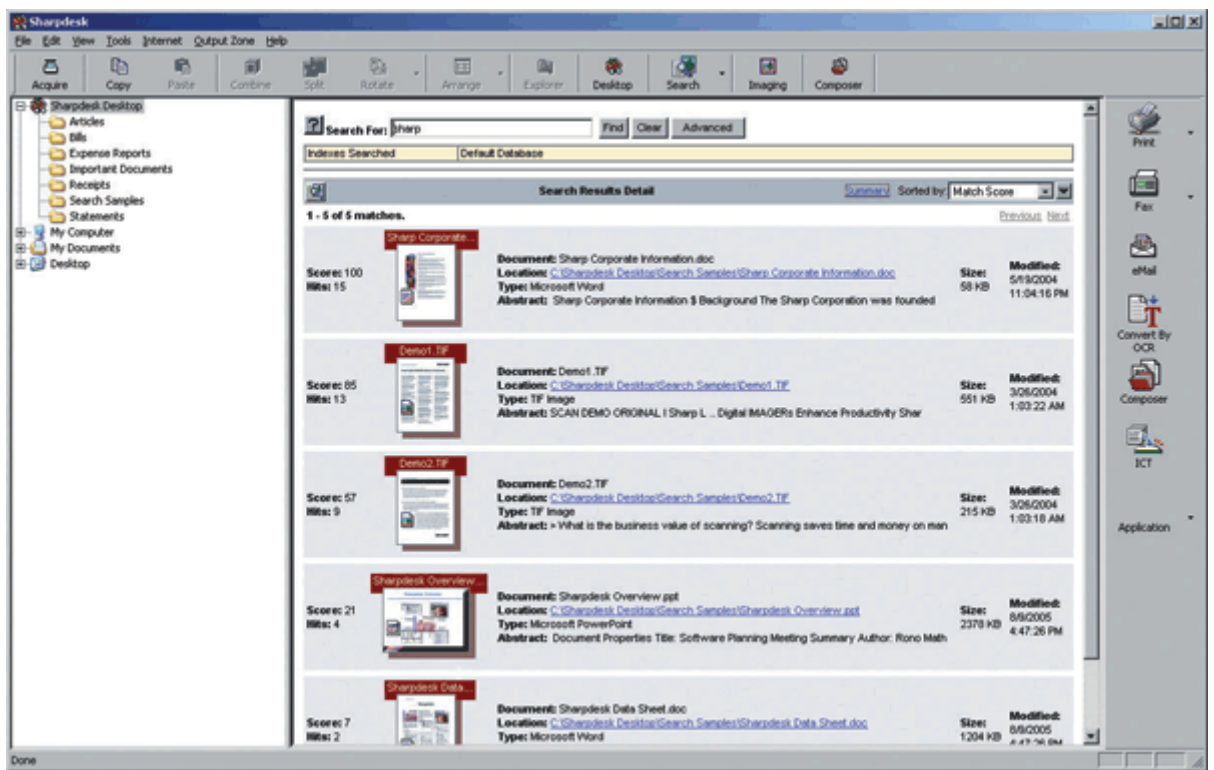 Sharpdesk
File Edit View Tools Internet Output Zone Help
Acquire Copy Paste Combine Split Rotate Arrange Explorer Desktop Search Imaging Composer
Sharpdesk Desktop
Articles
Bills
Expense Reports
Important Documents
Receipts
Search Samples
Statements
My Computer
My Documents
Desktop
Search For: sharp Find Clear Advanced
Indexes Searched Default Database
Search Results Detail Summary Sorted by: Match Score
1 - 5 of 5 matches. Previous Next
Sharp Corporate...
Score: 100
Hits: 15
Document: Sharp Corporate Information.doc
Location: C:\Sharpdesk Desktop\Search Samples\Sharp Corporate Information.doc
Type: Microsoft Word
Abstract: Sharp Corporate Information $ Background The Sharp Corporation was founded
Size:
58 KB
Modified:
5/19/2004
11:04:16 PM
Demo1.TIF
Score: 85
Hits: 13
Document: Demo1.TIF
Location: C:\Sharpdesk Desktop\Search Samples\Demo1.TIF
Type: TIF Image
Abstract: SCAN DEMO ORIGINAL I Sharp L .. Digital IMAGERs Enhance Productivity Shar
Size:
551 KB
Modified:
3/26/2004
1:03:22 AM
Demo2.TIF
Score: 57
Hits: 9
Document: Demo2.TIF
Location: C:\Sharpdesk Desktop\Search Samples\Demo2.TIF
Type: TIF Image
Abstract: > What is the business value of scanning? Scanning saves time and money on man
Size:
215 KB
Modified:
3/26/2004
1:03:18 AM
Sharpdesk Overview...
Score: 21
Hits: 4
Document: Sharpdesk Overview.ppt
Location: C:\Sharpdesk Desktop\Search Samples\Sharpdesk Overview.ppt
Type: Microsoft PowerPoint
Abstract: Document Properties Title: Software Planning Meeting Summary Author: Rono Math
Size:
2378 KB
Modified:
8/9/2005
4:47:26 PM
Sharpdesk Data...
Score: 7
Hits: 2
Document: Sharpdesk Data Sheet.doc
Location: C:\Sharpdesk Desktop\Search Samples\Sharpdesk Data Sheet.doc
Type: Microsoft Word
Size:
1204 KB
Modified:
8/9/2005
4:47:26 PM
Print
Fax
eMail
Convert By
OCR
Composer
ICT
Application
Done